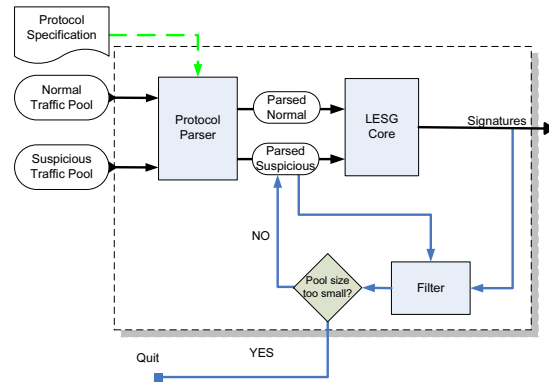 Protocol
Specification
Normal
Traffic Pool
Suspicious
Traffic Pool
Protocol
Parser
Parsed
Normal
Parsed
Suspicious
LESG
Core
Signatures
NO
Pool size
too small?
Filter
YES
Quit